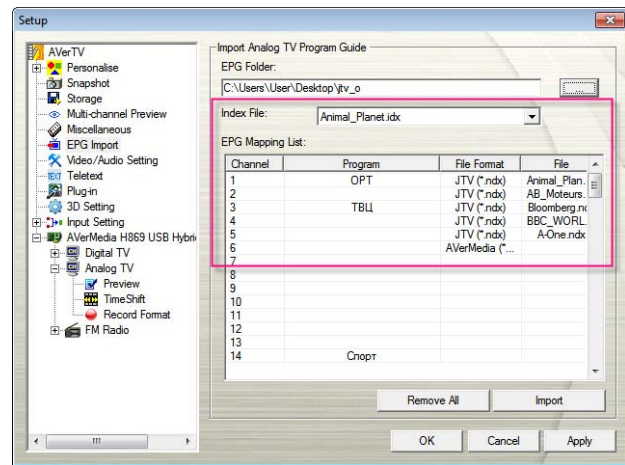 Setup
AVerTV
Personalise
Snapshot
Storage
Multi-channel Preview
Miscellaneous
EPG Import
Video/Audio Setting
TEXT Teletext
Plug-in
3D Setting
Input Setting
AVerMedia H869 USB Hybri
Digital TV
Analog TV
Preview
TimeShift
Record Format
FM Radio
Import Analog TV Program Guide
EPG Folder:
C:\Users\User\Desktop\jtv_o
...
Index File: Animal_Planet.idx
EPG Mapping List:
Channel Program File Format File
1 ОРТ JTV (*.ndx) Animal_Plan.
2 JTV (*.ndx) AB_Moteurs.
3 ТВЦ JTV (*.ndx) Bloomberg.nc
4 JTV (*.ndx) BBC_WORL.
5 JTV (*.ndx) A-One.ndx
6 AVerMedia (*...
7
8
9
10
11
12
13
14 Спорт
Remove All Import
OK Cancel Apply